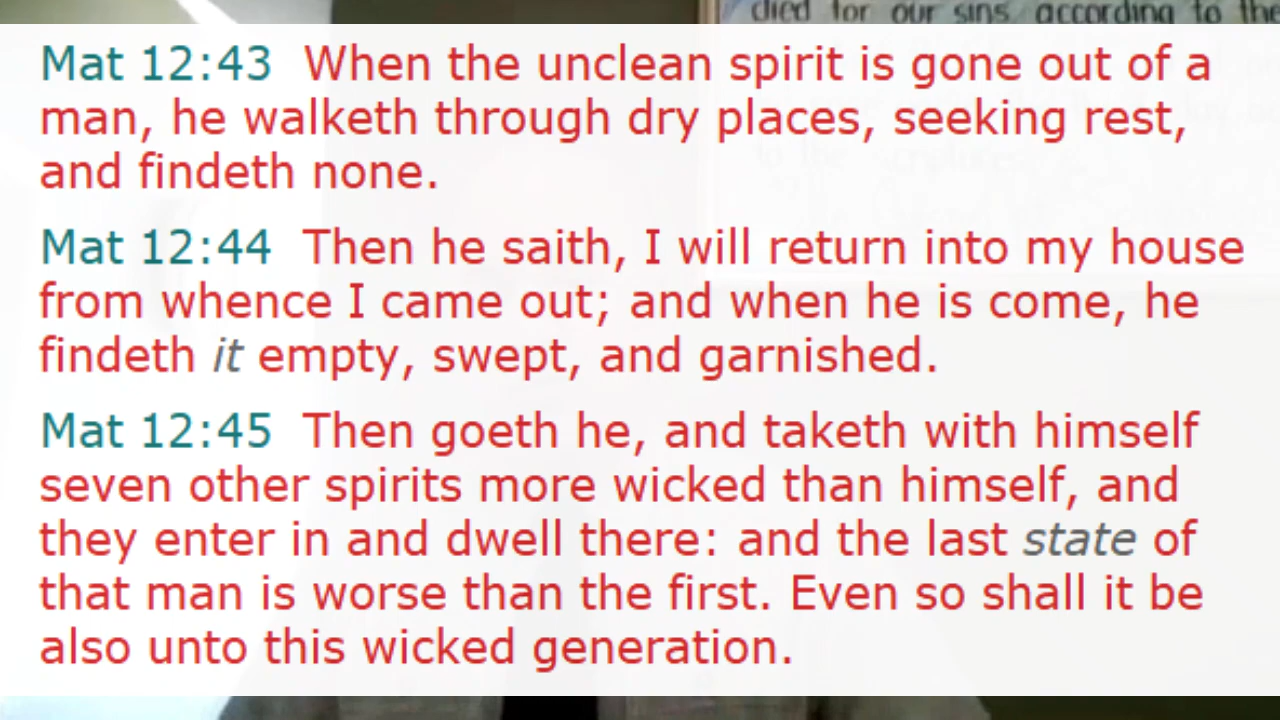 died for our sins according to the
Mat 12:43 When the unclean spirit is gone out of a
man, he walketh through dry places, seeking rest,
and findeth none.
Mat 12:44 Then he saith, I will return into my house
from whence I came out; and when he is come, he
findeth it empty, swept, and garnished.
Mat 12:45 Then goeth he, and taketh with himself
seven other spirits more wicked than himself, and
they enter in and dwell there: and the last state of
that man is worse than the first. Even so shall it be
also unto this wicked generation.